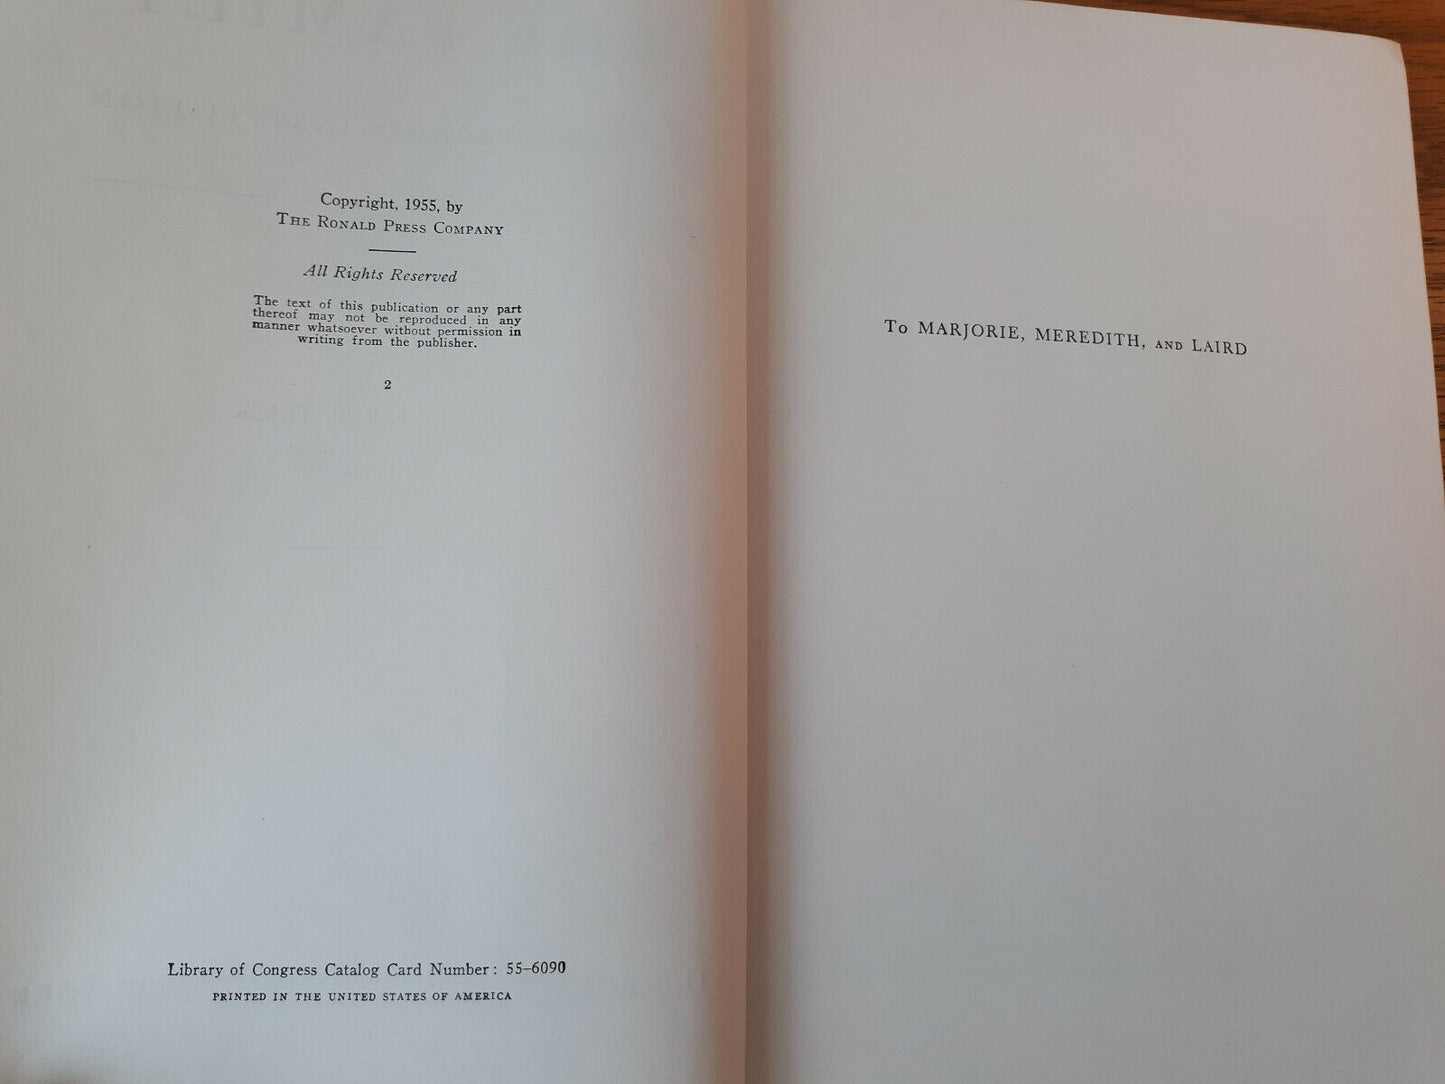 Copyright, 1955, by
THE RONALD PRESS COMPANY
All Rights Reserved
The text of this publication or any part
thereof may not be reproduced in any
manner whatsoever without permission in
writing from the publisher.
2
Library of Congress Catalog Card Number: 55–6090
PRINTED IN THE UNITED STATES OF AMERICA
To MARJORIE, MEREDITH, AND LAIRD